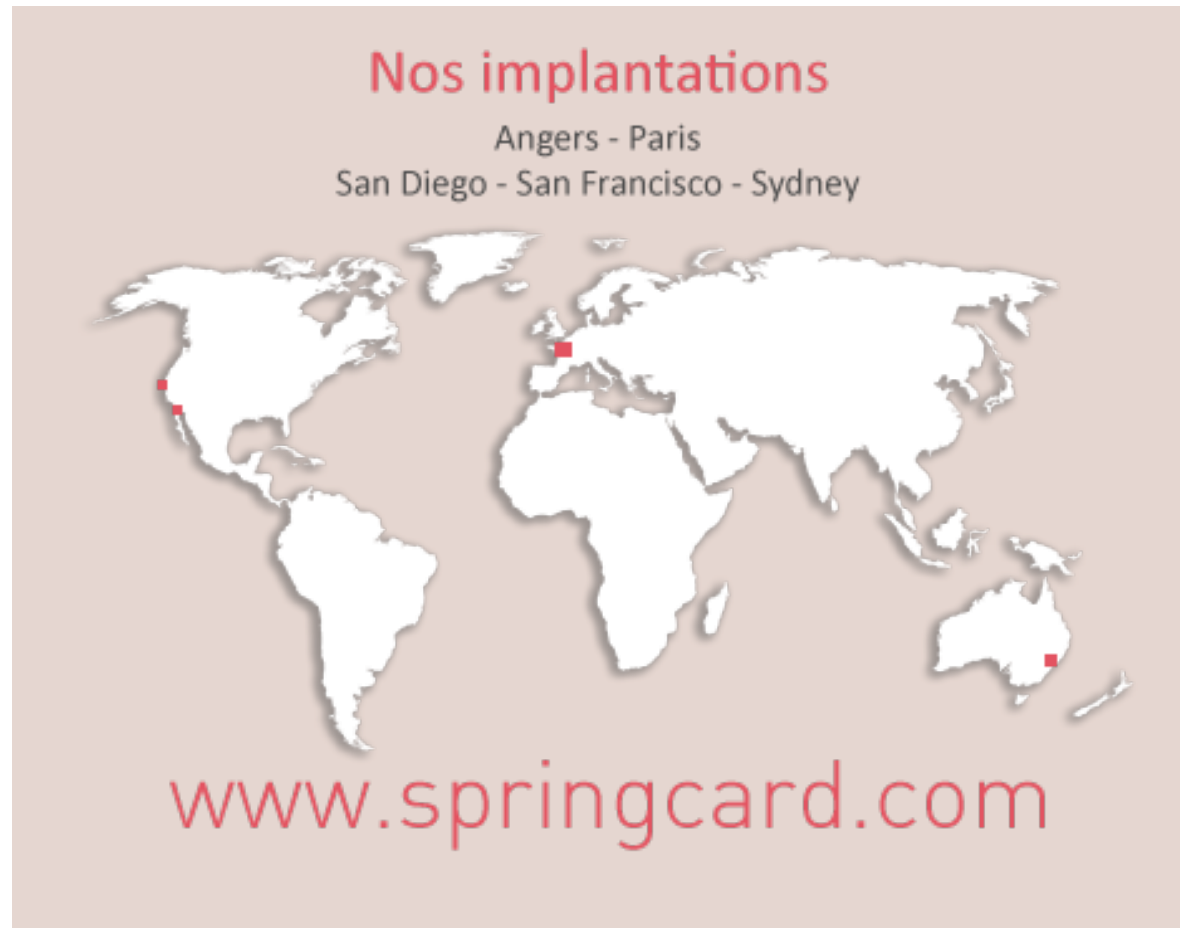 Nos implantations
Angers - Paris
San Diego - San Francisco - Sydney
www.springcard.com